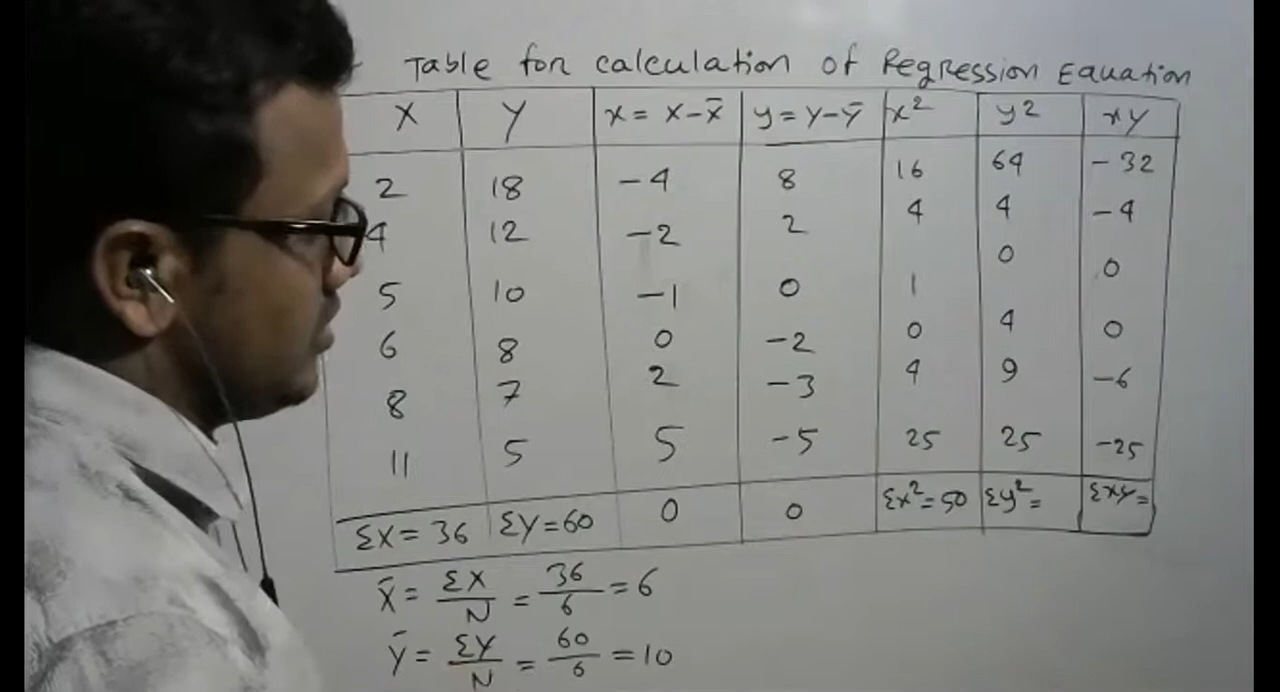 Table for calculation of Regression Equation
X Y x = X-X̄ y = Y-Ȳ x² y2 xy
2 18 -4 8 16 64 -32
4 12 -2 2 4 4 -4
5 10 -1 0 1 0 0
6 8 0 -2 0 4 0
8 7 2 -3 4 9 -6
11 5 5 -5 25 25 -25
ΣX = 36 ΣY = 60 0 0 Σx² = 50 Σy² = Σxy =
X̄ = ΣX/N = 36/6 = 6
Ȳ = ΣY/N = 60/6 = 10